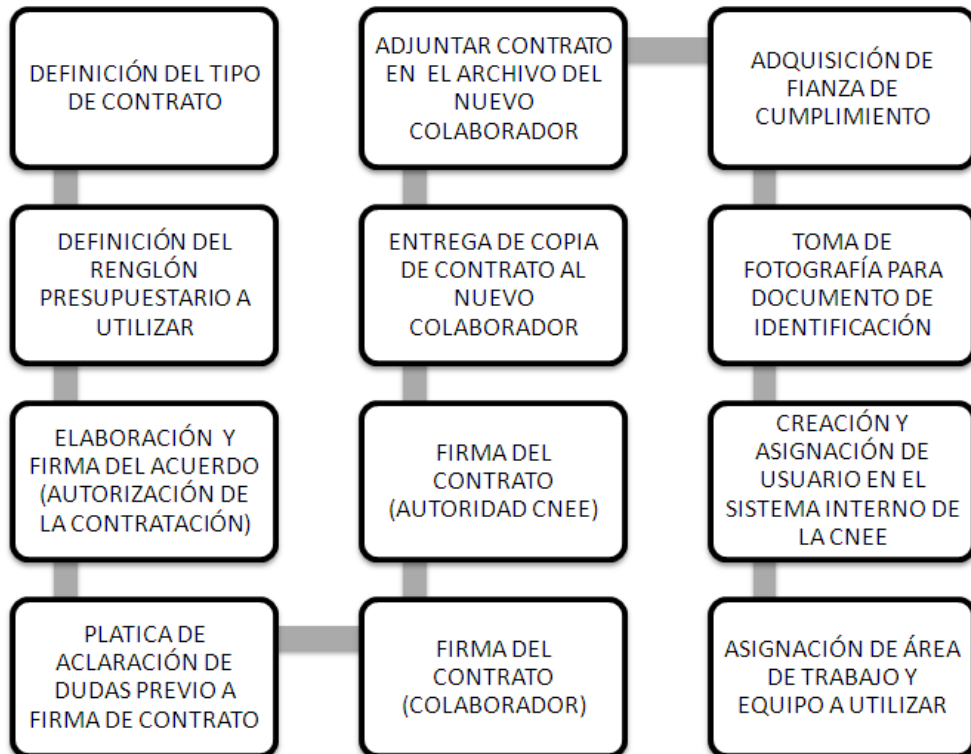 DEFINICIÓN DEL TIPO
DE CONTRATO
DEFINICIÓN DEL
RENGLÓN
PRESUPUESTARIO A
UTILIZAR
ELABORACIÓN Y
FIRMA DEL ACUERDO
(AUTORIZACIÓN DE
LA CONTRATACIÓN)
PLATICA DE
ACLARACIÓN DE
DUDAS PREVIO A
FIRMA DE CONTRATO
FIRMA DEL
CONTRATO
(COLABORADOR)
FIRMA DEL
CONTRATO
(AUTORIDAD CNEE)
ENTREGA DE COPIA
DE CONTRATO AL
NUEVO
COLABORADOR
ADJUNTAR CONTRATO
EN EL ARCHIVO DEL
NUEVO
COLABORADOR
ADQUISICIÓN DE
FIANZA DE
CUMPLIMIENTO
TOMA DE
FOTOGRAFÍA PARA
DOCUMENTO DE
IDENTIFICACIÓN
CREACIÓN Y
ASIGNACIÓN DE
USUARIO EN EL
SISTEMA INTERNO DE
LA CNEE
ASIGNACIÓN DE ÁREA
DE TRABAJO Y
EQUIPO A UTILIZAR